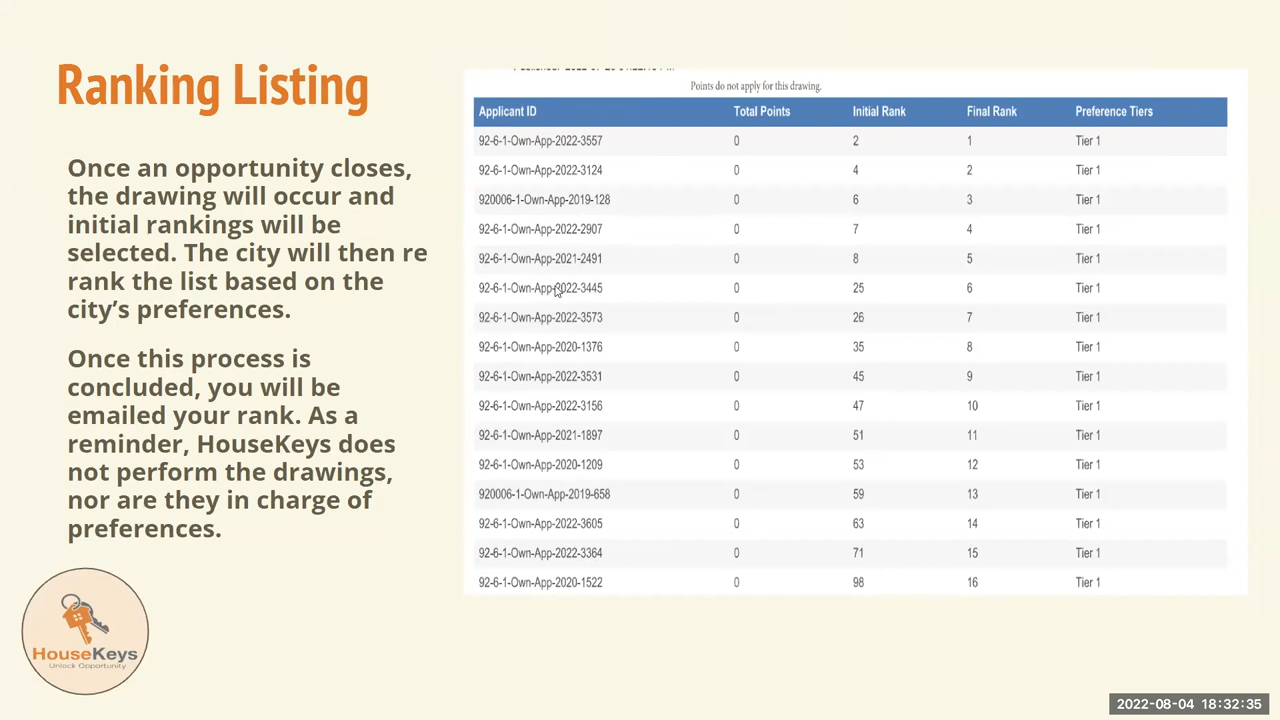 Ranking Listing
Once an opportunity closes,
the drawing will occur and
initial rankings will be
selected. The city will then re
rank the list based on the
city's preferences.
Once this process is
concluded, you will be
emailed your rank. As a
reminder, HouseKeys does
not perform the drawings,
nor are they in charge of
preferences.
HouseKeys
Unlock Opportunity
Points do not apply for this drawing.
Applicant ID Total Points Initial Rank Final Rank Preference Tiers
92-6-1-Own-App-2022-3557 0 2 1 Tier 1
92-6-1-Own-App-2022-3124 0 4 2 Tier 1
920006-1-Own-App-2019-128 0 6 3 Tier 1
92-6-1-Own-App-2022-2907 0 7 4 Tier 1
92-6-1-Own-App-2021-2491 0 8 5 Tier 1
92-6-1-Own-App-2022-3445 0 25 6 Tier 1
92-6-1-Own-App-2022-3573 0 26 7 Tier 1
92-6-1-Own-App-2020-1376 0 35 8 Tier 1
92-6-1-Own-App-2022-3531 0 45 9 Tier 1
92-6-1-Own-App-2022-3156 0 47 10 Tier 1
92-6-1-Own-App-2021-1897 0 51 11 Tier 1
92-6-1-Own-App-2020-1209 0 53 12 Tier 1
920006-1-Own-App-2019-658 0 59 13 Tier 1
92-6-1-Own-App-2022-3605 0 63 14 Tier 1
92-6-1-Own-App-2022-3364 0 71 15 Tier 1
92-6-1-Own-App-2020-1522 0 98 16 Tier 1
2022-08-04 18:32:35